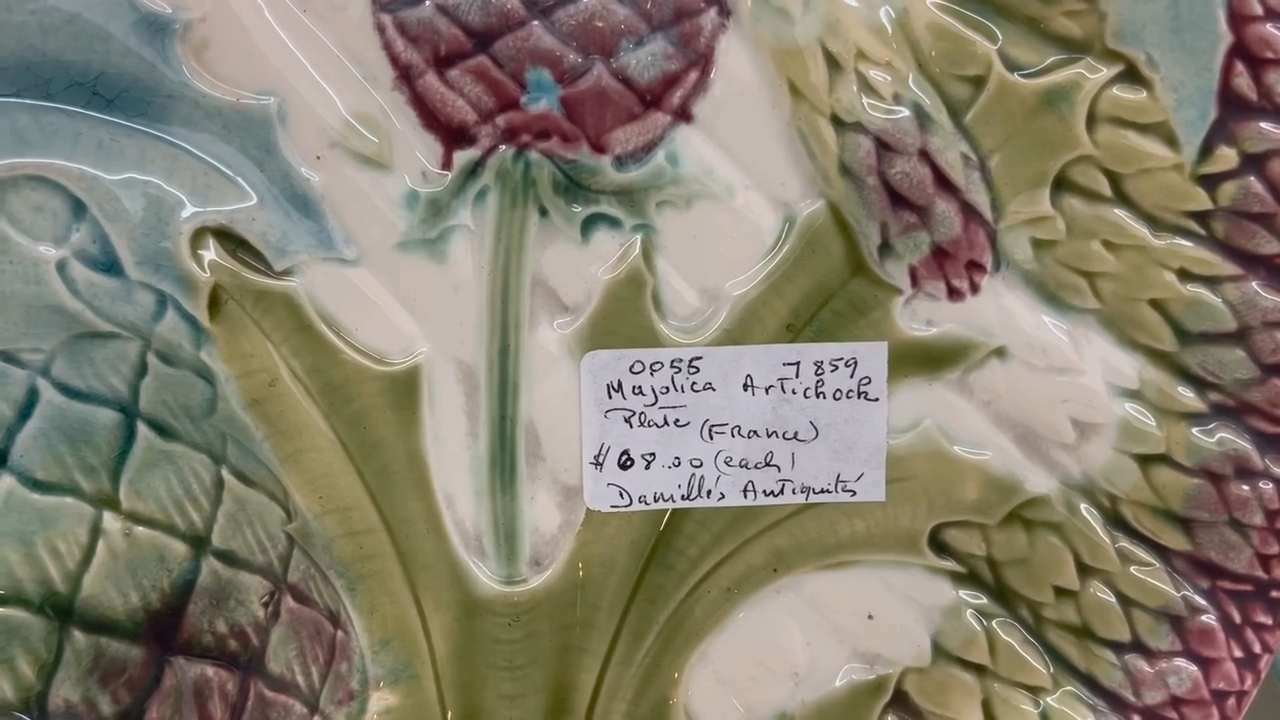 0055 7859
Majolica Artichock
Plate (France)
$68.00 (each)
Danielle's Antiquités